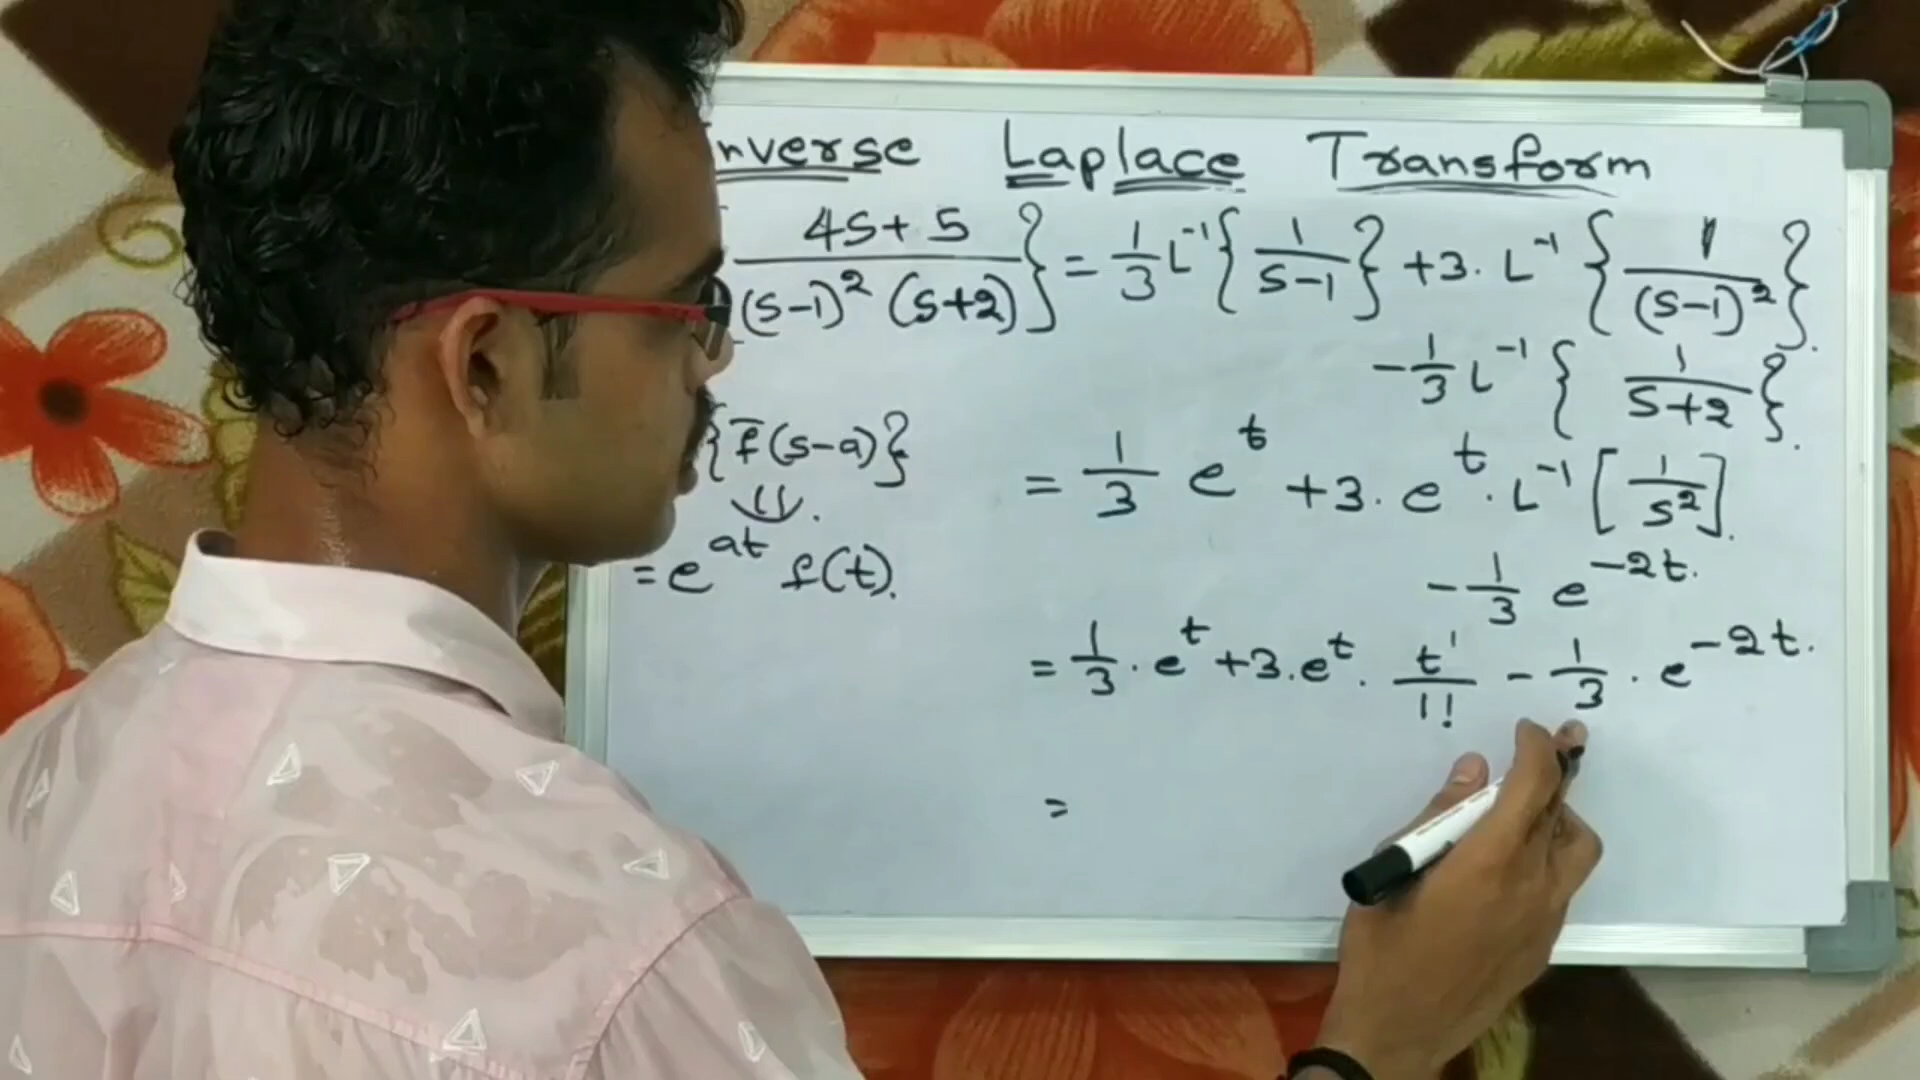 nverse Laplace Transform
4s+5 / (s-1)² (s+2)} = 1/3 L⁻¹{1/s-1} +3. L⁻¹ {1/(s-1)²}.
-1/3 L⁻¹ {1/s+2}.
{f̄(s-a)}
= 1/3 e^t +3. e^t. L⁻¹ [1/s²].
= e^at f(t).
-1/3 e^-2t.
= 1/3 . e^t +3.e^t. t¹/1! - 1/3 . e^-2t.
=